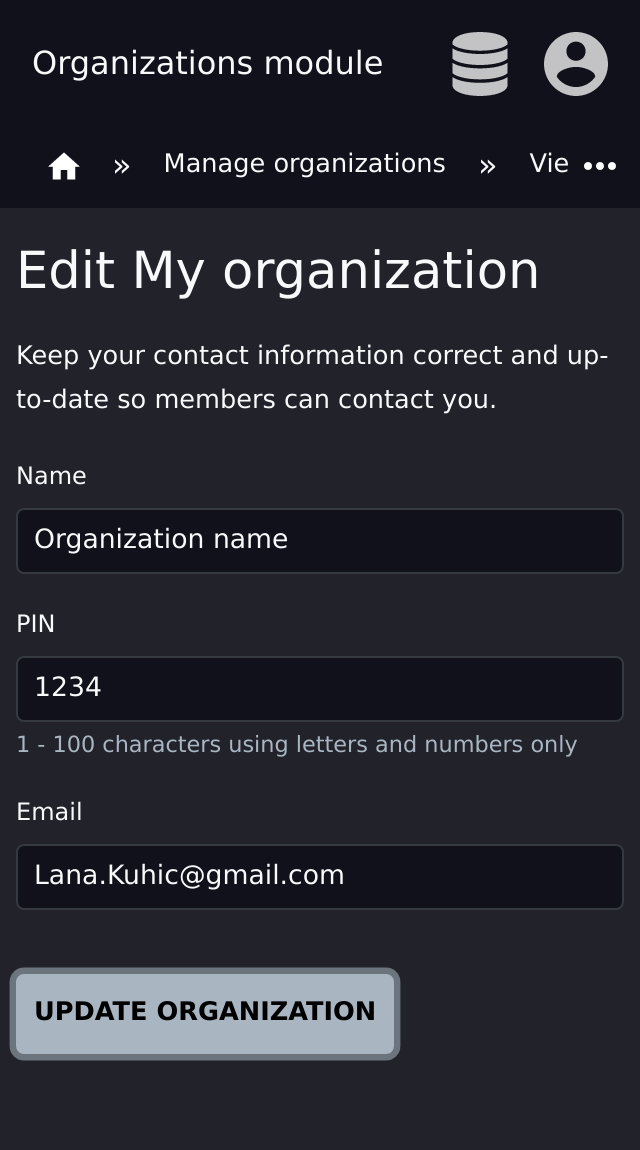 Organizations module
» Manage organizations » Vie •••
Edit My organization
Keep your contact information correct and up-
to-date so members can contact you.
Name
Organization name
PIN
1234
1 - 100 characters using letters and numbers only
Email
Lana.Kuhic@gmail.com
UPDATE ORGANIZATION